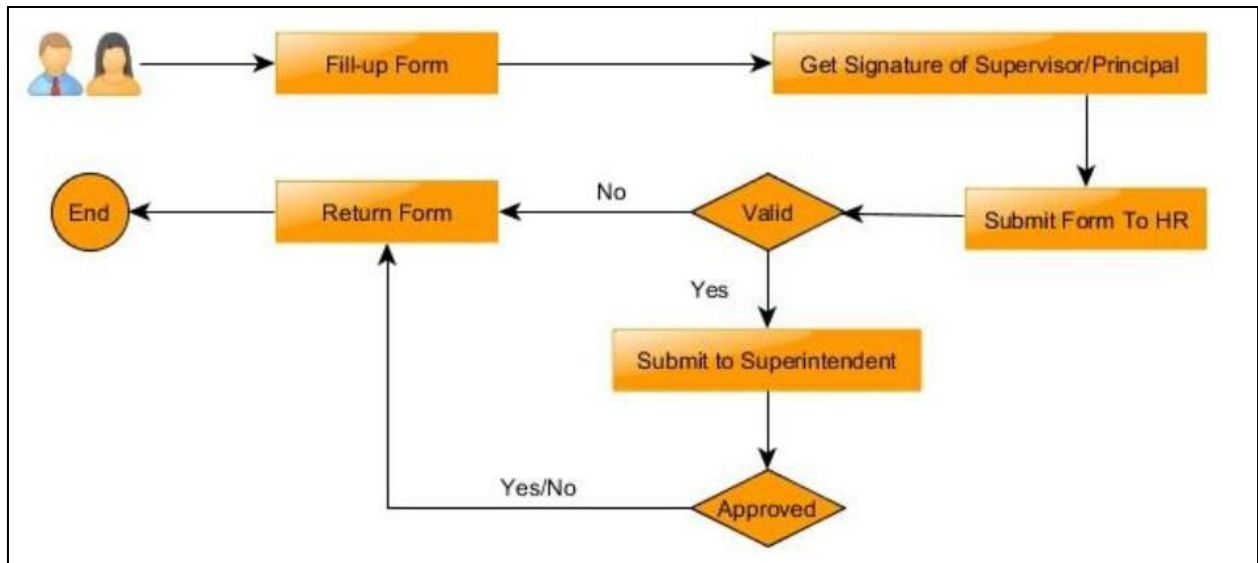 Fill-up Form
Get Signature of Supervisor/Principal
End
Return Form
No
Valid
Submit Form To HR
Yes
Submit to Superintendent
Yes/No
Approved